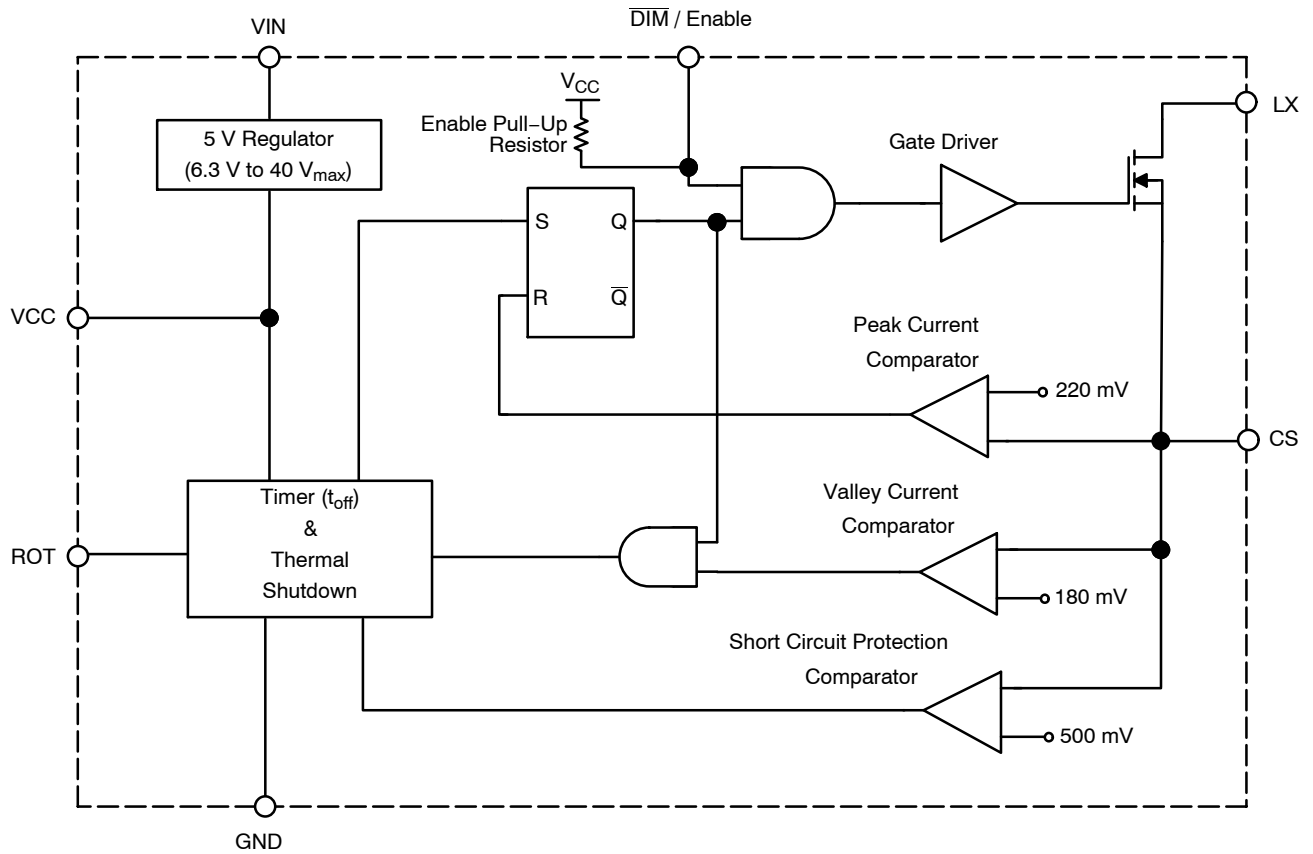 VIN
DIM / Enable
VCC
Enable Pull–Up
Resistor
LX
5 V Regulator
(6.3 V to 40 Vmax)
Gate Driver
S
Q
R
Q
VCC
Peak Current
Comparator
220 mV
CS
Timer (toff)
&
Thermal
Shutdown
Valley Current
Comparator
ROT
180 mV
Short Circuit Protection
Comparator
500 mV
GND